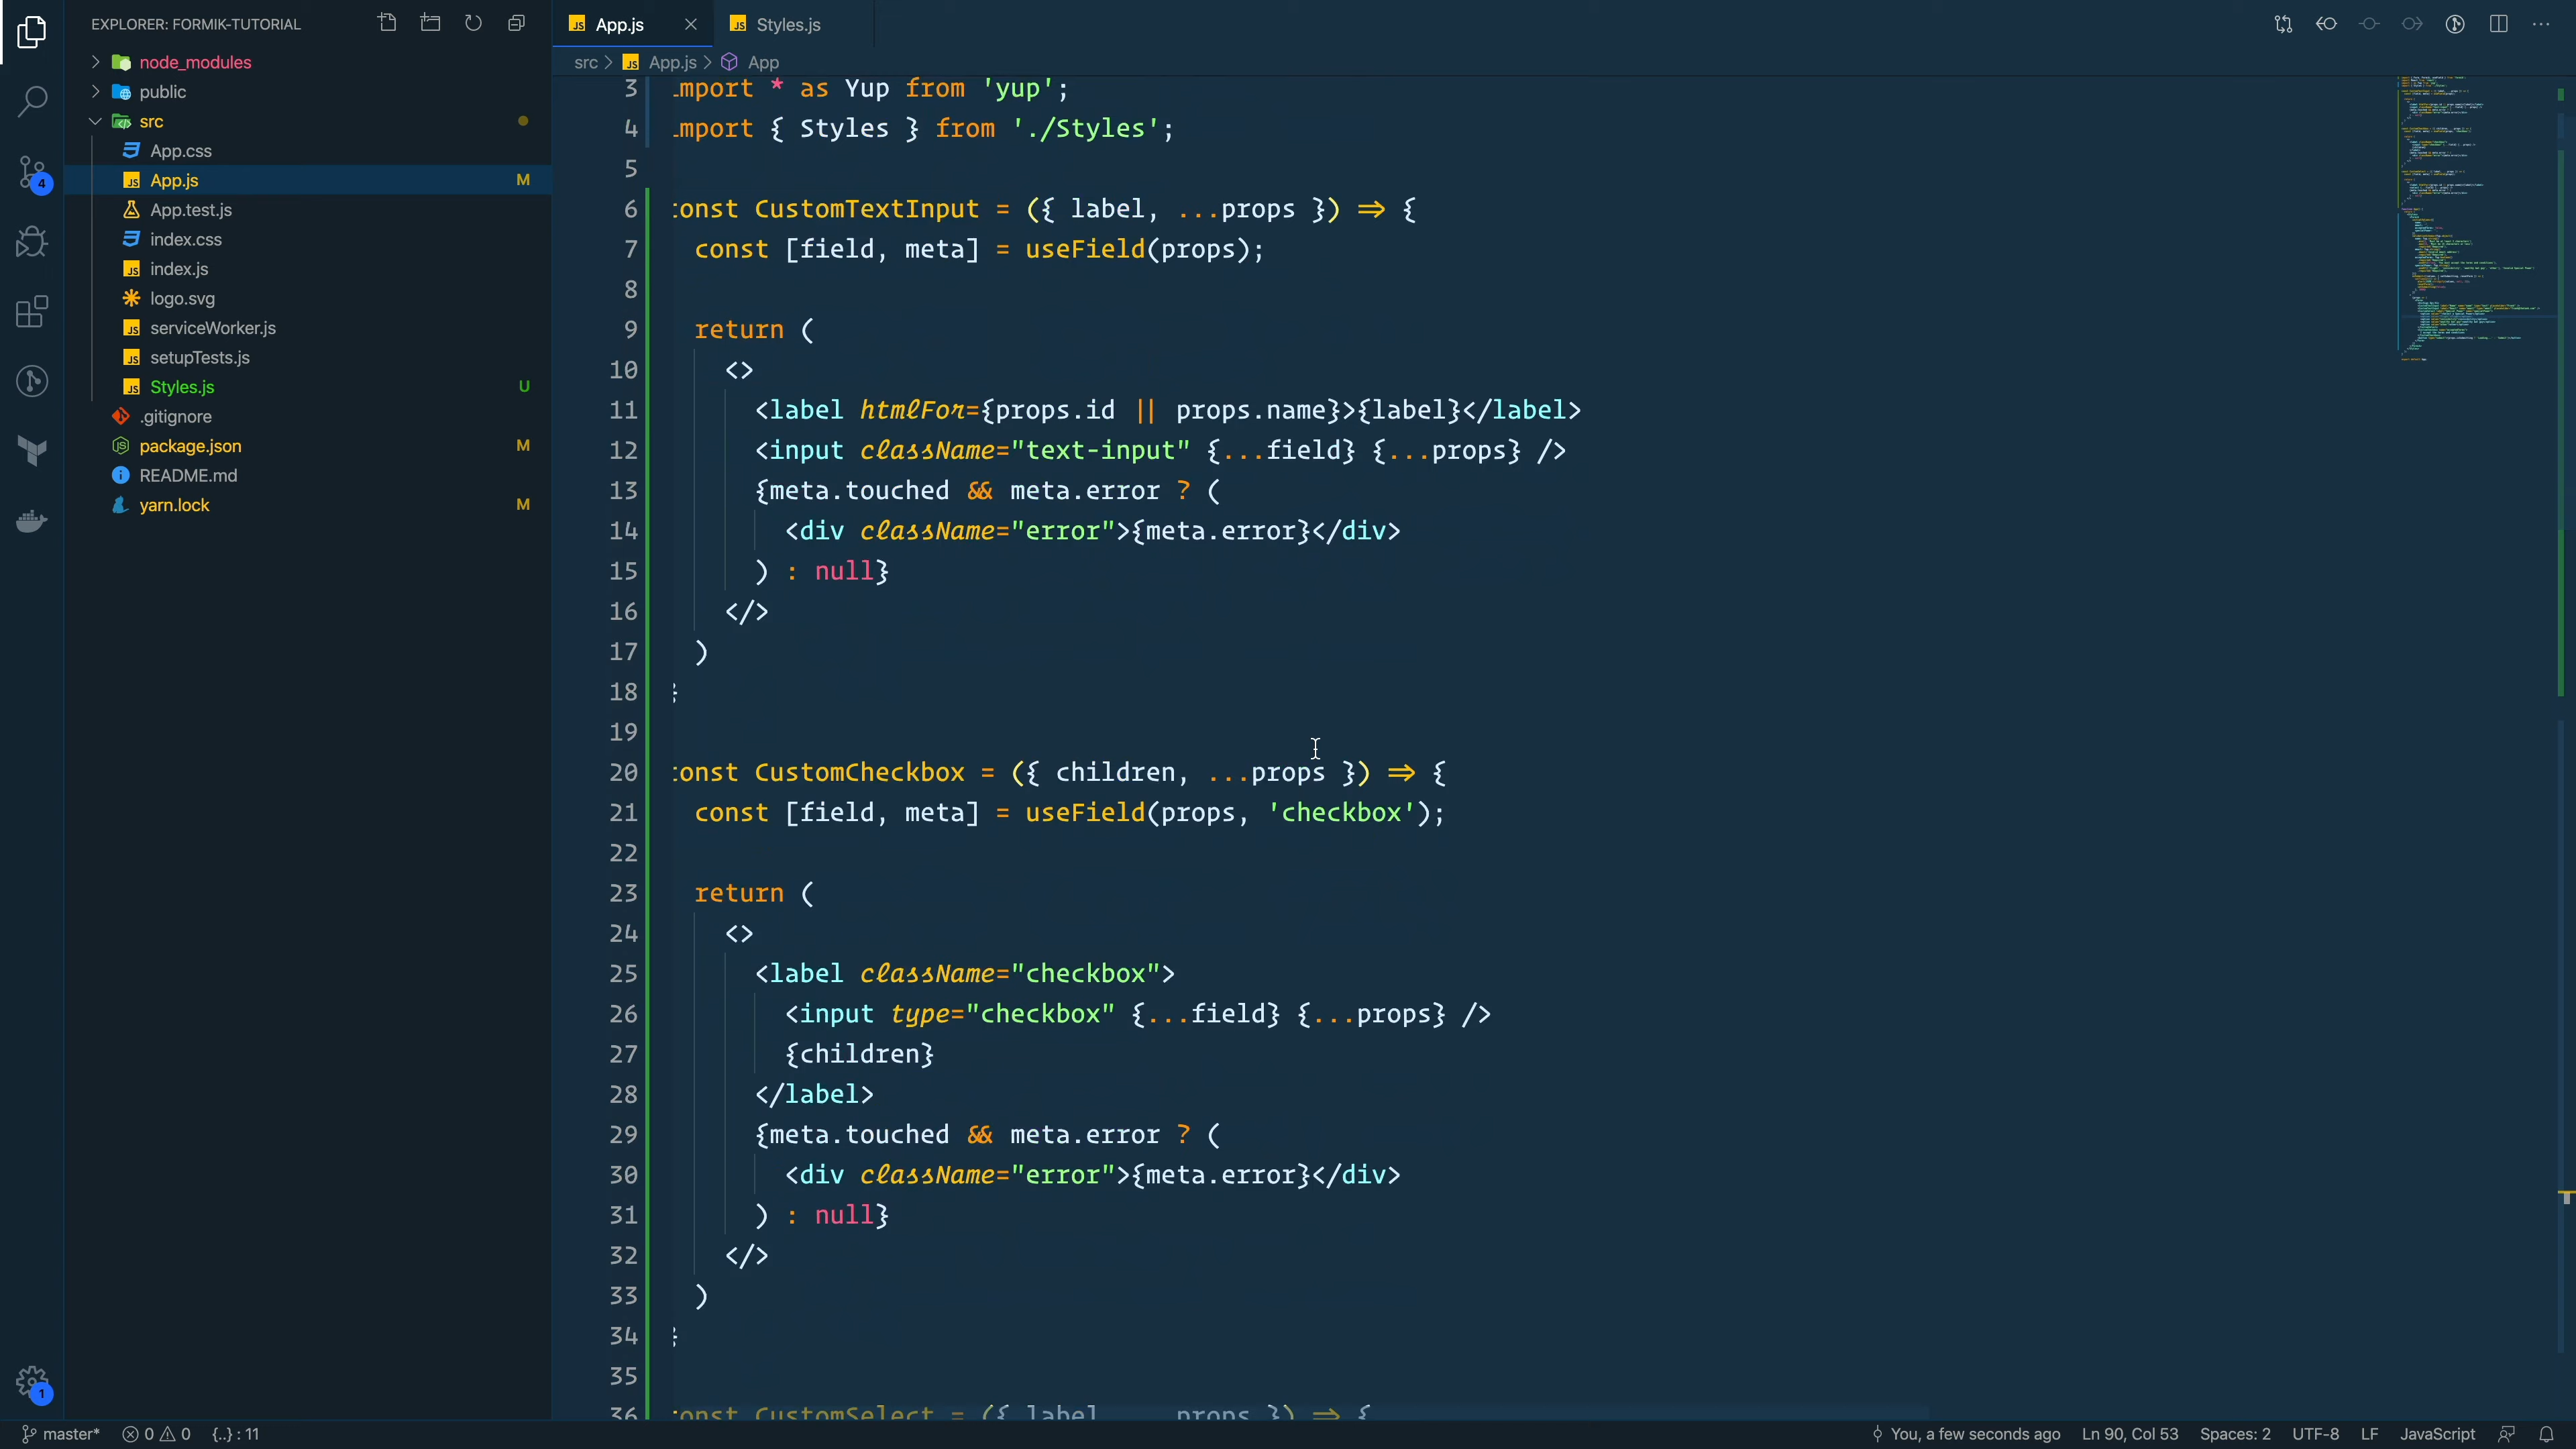 EXPLORER: FORMIK-TUTORIAL
node_modules
public
src
App.css
App.js M
App.test.js
index.css
index.js
logo.svg
serviceWorker.js
setupTests.js
Styles.js U
.gitignore
package.json M
README.md
yarn.lock M
4
1
App.js
Styles.js
src > App.js > App
3 mport * as Yup from 'yup';
4 mport { Styles } from './Styles';
5
6 onst CustomTextInput = ({ label, ...props }) => {
7 const [field, meta] = useField(props);
8
9 return (
10 <>
11 <label htmlFor={props.id || props.name}>{label}</label>
12 <input className="text-input" {...field} {...props} />
13 {meta.touched && meta.error ? (
14 <div className="error">{meta.error}</div>
15 ) : null}
16 </>
17 )
18 }
19
20 onst CustomCheckbox = ({ children, ...props }) => {
21 const [field, meta] = useField(props, 'checkbox');
22
23 return (
24 <>
25 <label className="checkbox">
26 <input type="checkbox" {...field} {...props} />
27 {children}
28 </label>
29 {meta.touched && meta.error ? (
30 <div className="error">{meta.error}</div>
31 ) : null}
32 </>
33 )
34 }
35
36 onst CustomSelect = ({ label, ...props }) => {
master* 0 0 {..} : 11 You, a few seconds ago Ln 90, Col 53 Spaces: 2 UTF-8 LF JavaScript